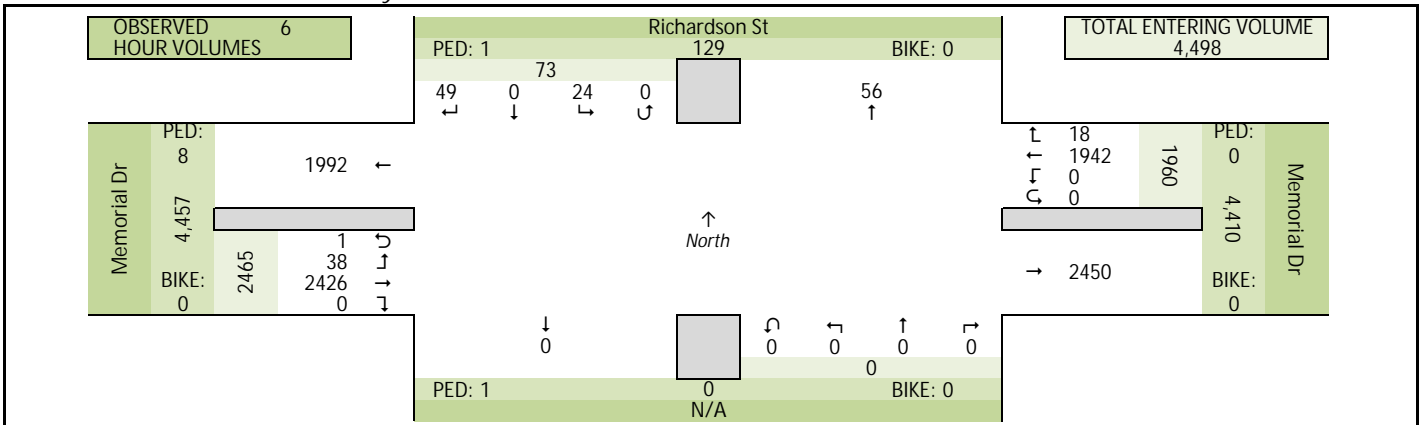 OBSERVED 6
HOUR VOLUMES
Richardson St
TOTAL ENTERING VOLUME
4,498
PED: 1 129 BIKE: 0
73
49 0 24 0
↵ ↓ ↳ ↺
56
↑
PED:
8
Memorial Dr
4,457
BIKE:
0
1992 ←
2465
1 ↺
38 ↱
2426 →
0 ↴
↑
North
↰ 18
← 1942
↲ 0
↺ 0
1960
PED:
0
4,410
Memorial Dr
BIKE:
0
→ 2450
↓
0
↺ ↰ ↑ ↱
0 0 0 0
0
PED: 1 0 BIKE: 0
N/A